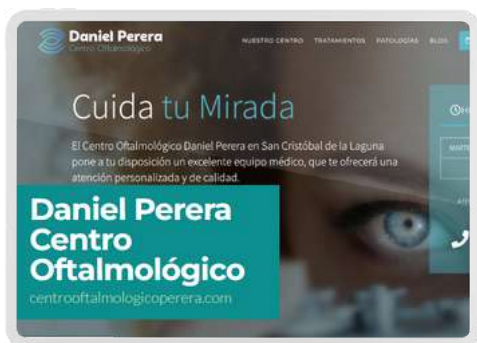 Daniel Perera
Centro Oftalmológico
NUESTRO CENTRO TRATAMIENTOS PATOLOGÍAS BLOG
Cuida tu Mirada
El Centro Oftalmológico Daniel Perera en San Cristóbal de la Laguna
pone a tu disposición un excelente equipo médico, que te ofrecerá una
atención personalizada y de calidad.
Daniel Perera
Centro
Oftalmológico
centrooftalmologicoperera.com